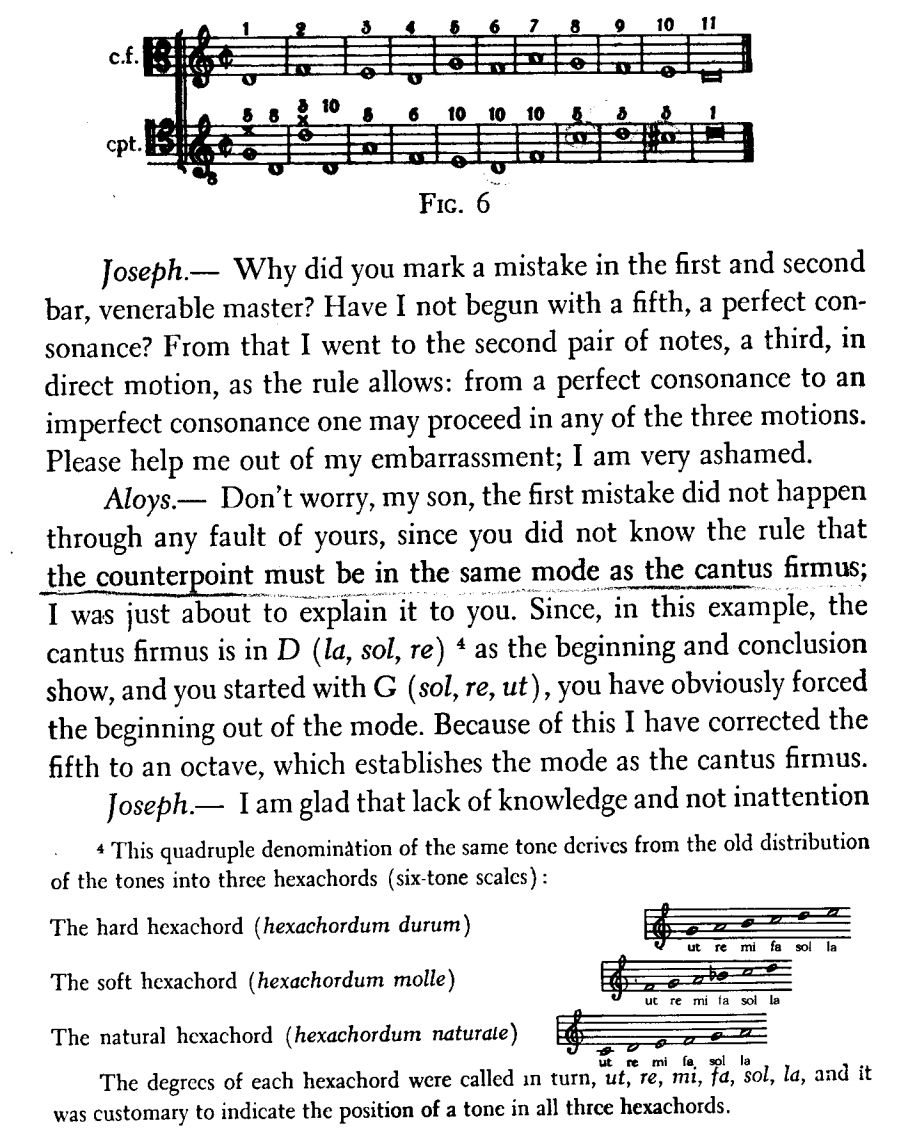 1 2 3 4 5 6 7 8 9 10 11
c.f.
5 8 3 10 5 6 10 10 10 5 3 3 1
cpt.
8
FIG. 6
Joseph.— Why did you mark a mistake in the first and second
bar, venerable master? Have I not begun with a fifth, a perfect con-
sonance? From that I went to the second pair of notes, a third, in
direct motion, as the rule allows: from a perfect consonance to an
imperfect consonance one may proceed in any of the three motions.
Please help me out of my embarrassment; I am very ashamed.
Aloys.— Don't worry, my son, the first mistake did not happen
through any fault of yours, since you did not know the rule that
the counterpoint must be in the same mode as the cantus firmus;
I was just about to explain it to you. Since, in this example, the
cantus firmus is in D (la, sol, re) ⁴ as the beginning and conclusion
show, and you started with G (sol, re, ut), you have obviously forced
the beginning out of the mode. Because of this I have corrected the
fifth to an octave, which establishes the mode as the cantus firmus.
Joseph.— I am glad that lack of knowledge and not inattention
⁴ This quadruple denomination of the same tone derives from the old distribution
of the tones into three hexachords (six-tone scales):
The hard hexachord (hexachordum durum)
ut re mi fa sol la
The soft hexachord (hexachordum molle)
ut re mi fa sol la
The natural hexachord (hexachordum naturale)
ut re mi fa sol la
The degrees of each hexachord were called in turn, ut, re, mi, fa, sol, la, and it
was customary to indicate the position of a tone in all three hexachords.